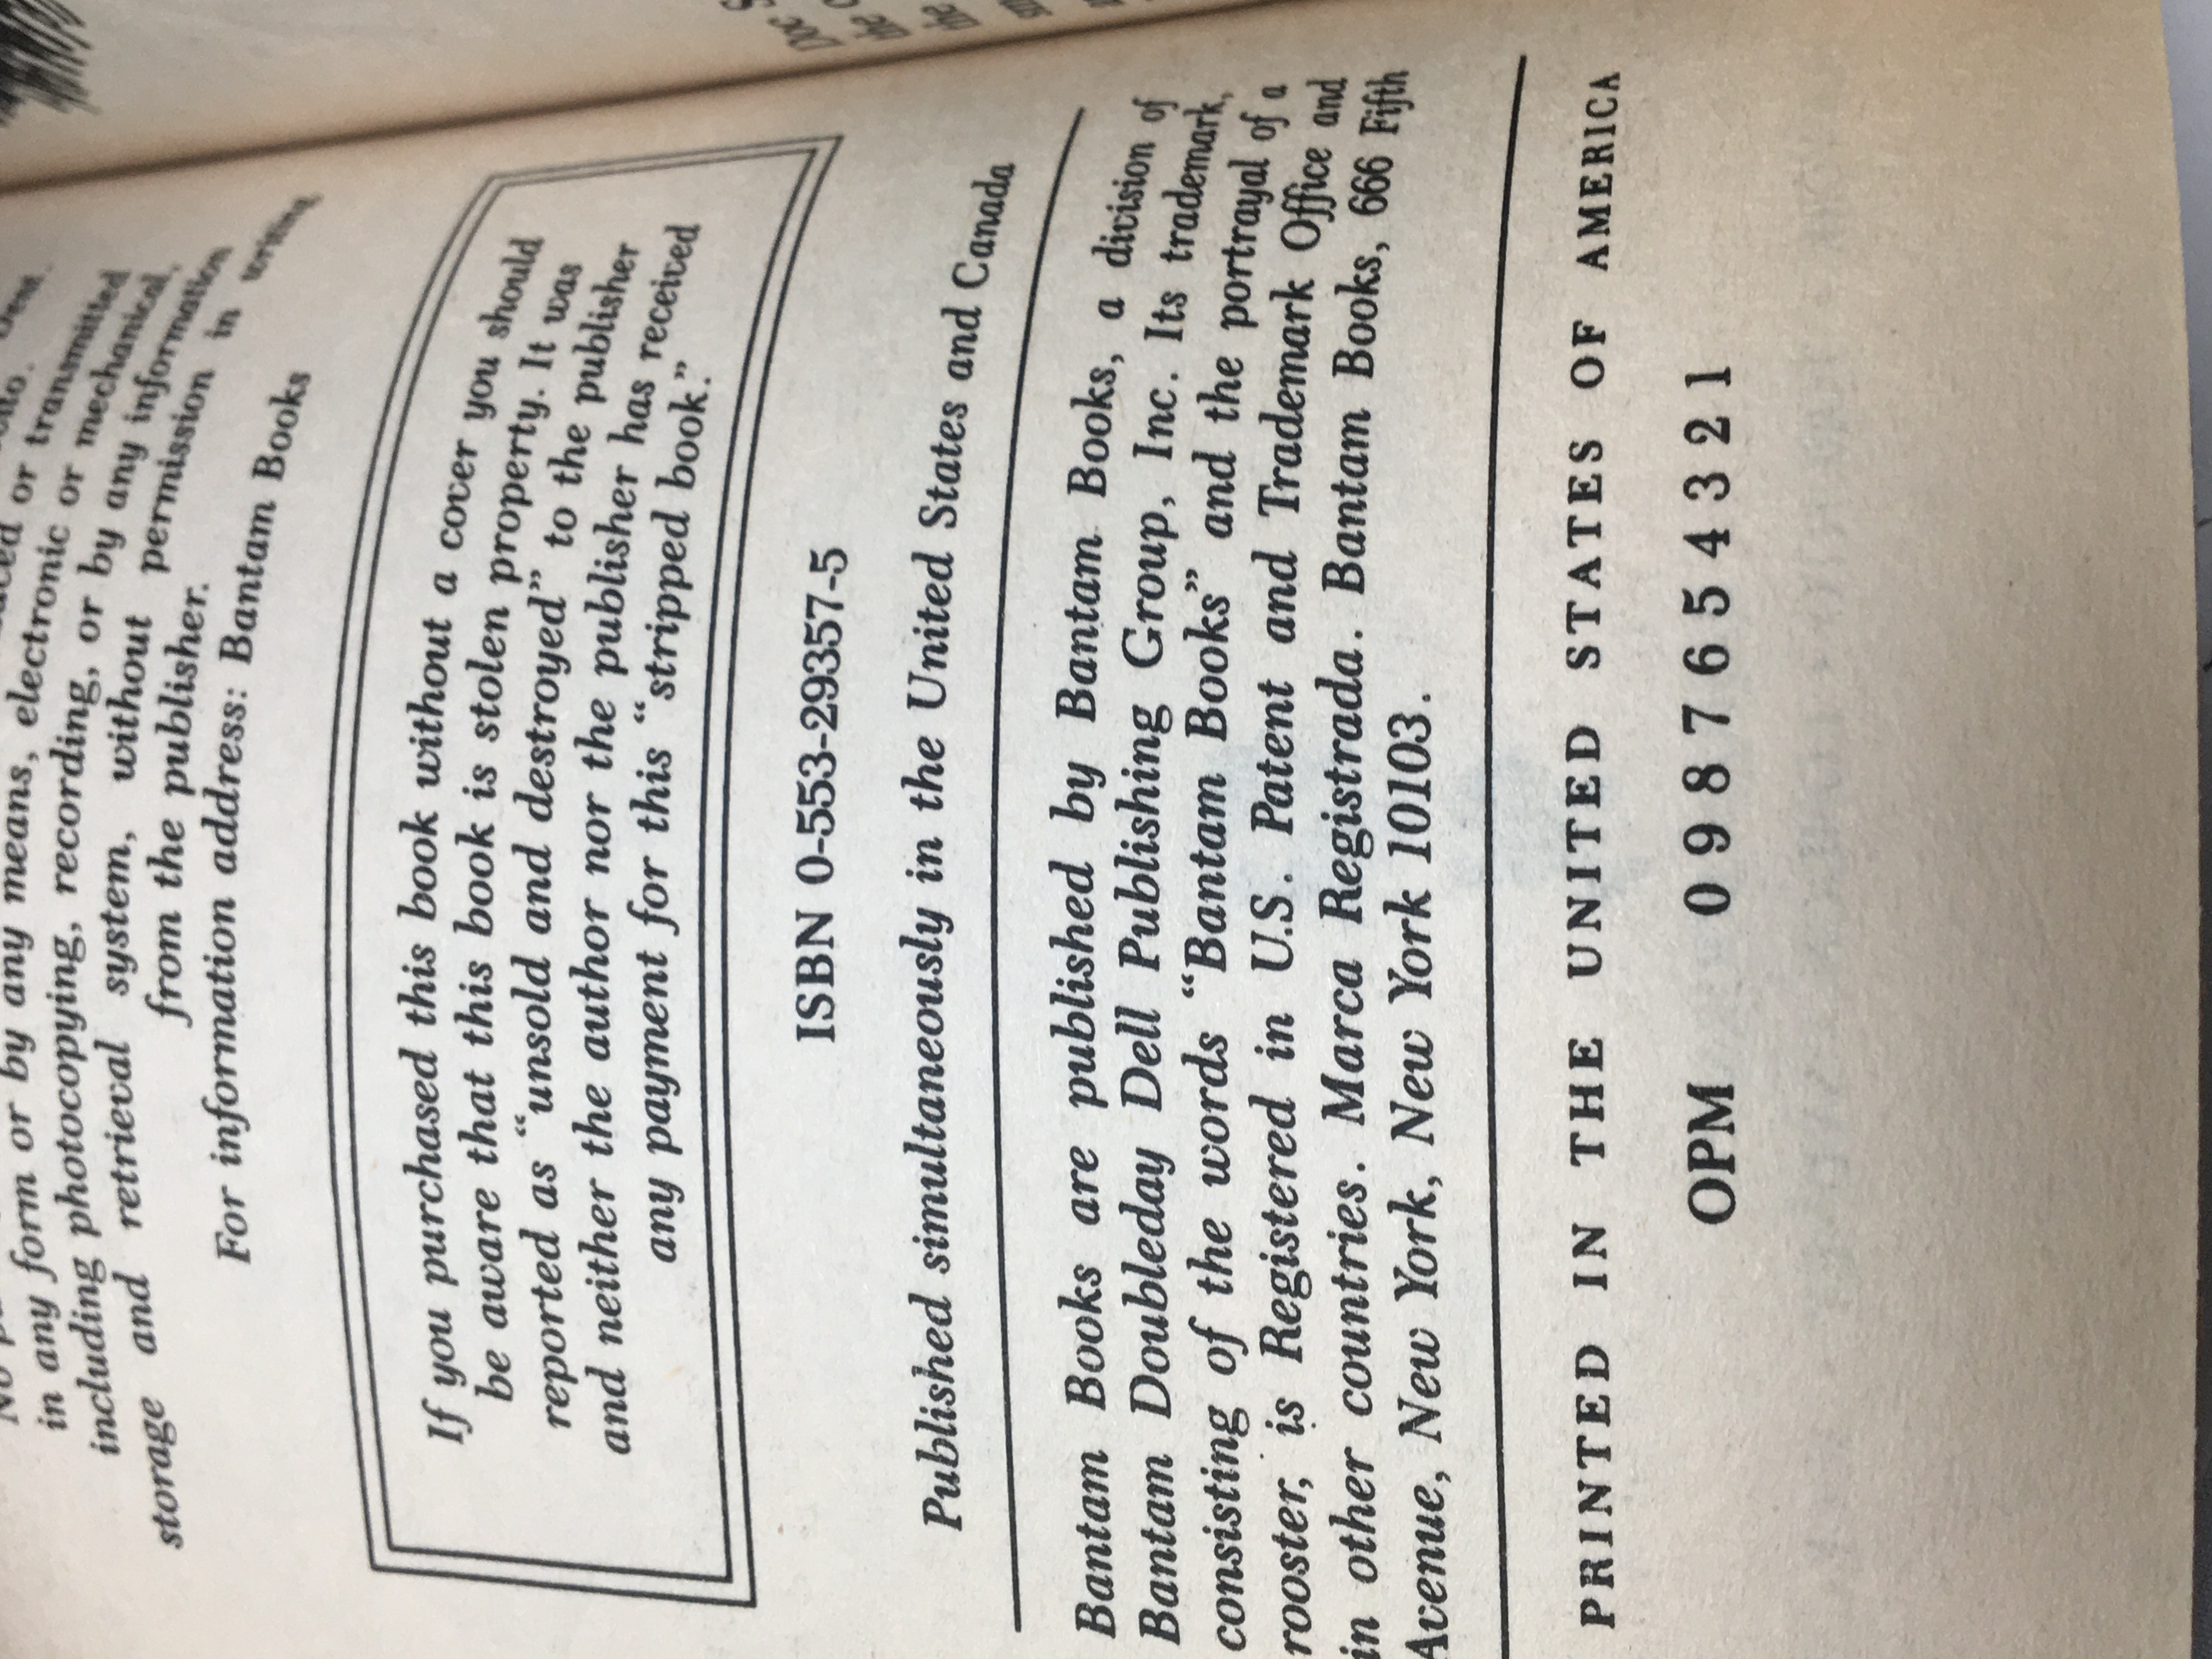 or transmitted
in any form or by any means, electronic or mechanical,
including photocopying, recording, or by any information
storage and retrieval system, without permission in writing
from the publisher.
For information address: Bantam Books
If you purchased this book without a cover you should
be aware that this book is stolen property. It was
reported as “unsold and destroyed” to the publisher
and neither the author nor the publisher has received
any payment for this “stripped book.”
ISBN 0-553-29357-5
Published simultaneously in the United States and Canada
Bantam Books are published by Bantam Books, a division of
Bantam Doubleday Dell Publishing Group, Inc. Its trademark,
consisting of the words “Bantam Books” and the portrayal of a
rooster, is Registered in U.S. Patent and Trademark Office and
in other countries. Marca Registrada. Bantam Books, 666 Fifth
Avenue, New York, New York 10103.
PRINTED IN THE UNITED STATES OF AMERICA
OPM 0 9 8 7 6 5 4 3 2 1